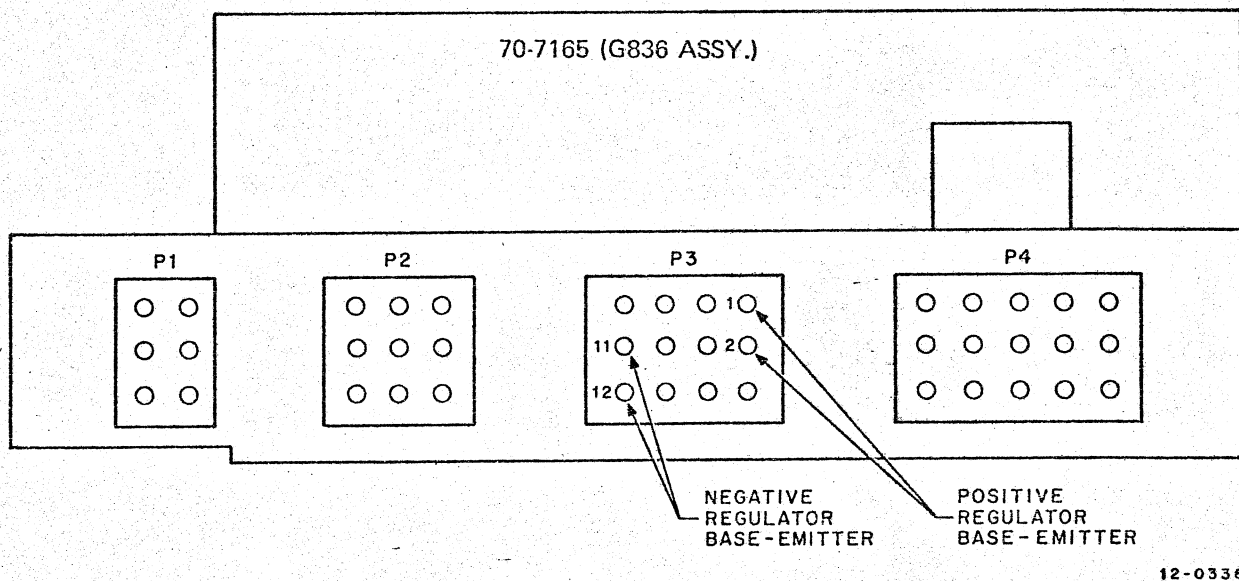 70-7165 (G836 ASSY.)
P1 P2 P3 P4
1
11 2
12
NEGATIVE
REGULATOR
BASE-EMITTER
POSITIVE
REGULATOR
BASE-EMITTER